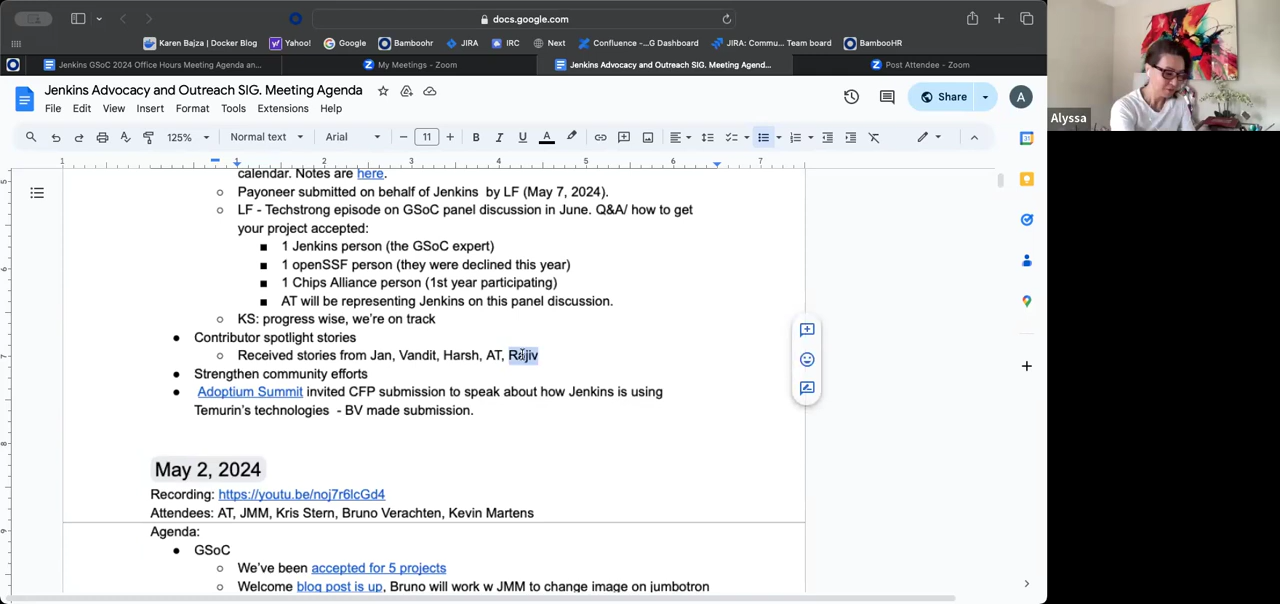 docs.google.com
Karen Bajza | Docker Blog
Yahoo!
Google
Bamboohr
JIRA
IRC
Next
Confluence ...G Dashboard
JIRA: Commu... Team board
BambooHR
Jenkins GSoC 2024 Office Hours Meeting Agenda an...
My Meetings - Zoom
Jenkins Advocacy and Outreach SIG. Meeting Agenda...
Post Attendee - Zoom
Jenkins Advocacy and Outreach SIG. Meeting Agenda
File Edit View Insert Format Tools Extensions Help
Share
A
125%
Normal text
Arial
11
1 1 2 3 4 5 6 7
calendar. Notes are here.
Payoneer submitted on behalf of Jenkins by LF (May 7, 2024).
LF - Techstrong episode on GSoC panel discussion in June. Q&A/ how to get
your project accepted:
1 Jenkins person (the GSoC expert)
1 openSSF person (they were declined this year)
1 Chips Alliance person (1st year participating)
AT will be representing Jenkins on this panel discussion.
KS: progress wise, we're on track
Contributor spotlight stories
Received stories from Jan, Vandit, Harsh, AT, Rajiv
Strengthen community efforts
Adoptium Summit invited CFP submission to speak about how Jenkins is using
Temurin's technologies - BV made submission.
May 2, 2024
Recording: https://youtu.be/noj7r6lcGd4
Attendees: AT, JMM, Kris Stern, Bruno Verachten, Kevin Martens
Agenda:
GSoC
We've been accepted for 5 projects
Welcome blog post is up, Bruno will work w JMM to change image on jumbotron
Alyssa